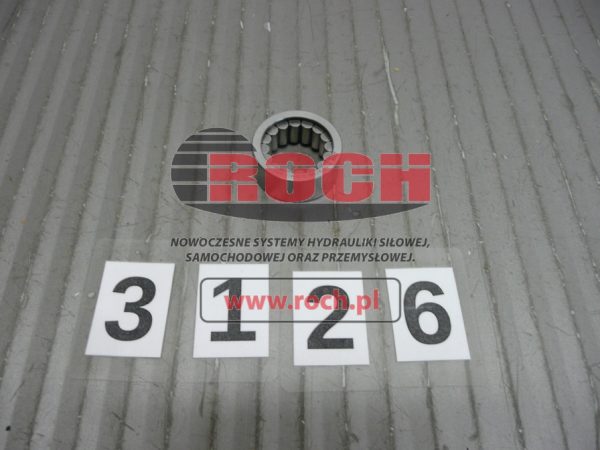 ROCH
NOWOCZESNE SYSTEMY HYDRAULIKI SIŁOWEJ,
SAMOCHODOWEJ ORAZ PRZEMYSŁOWEJ.
www.roch.pl
3 1 2 6